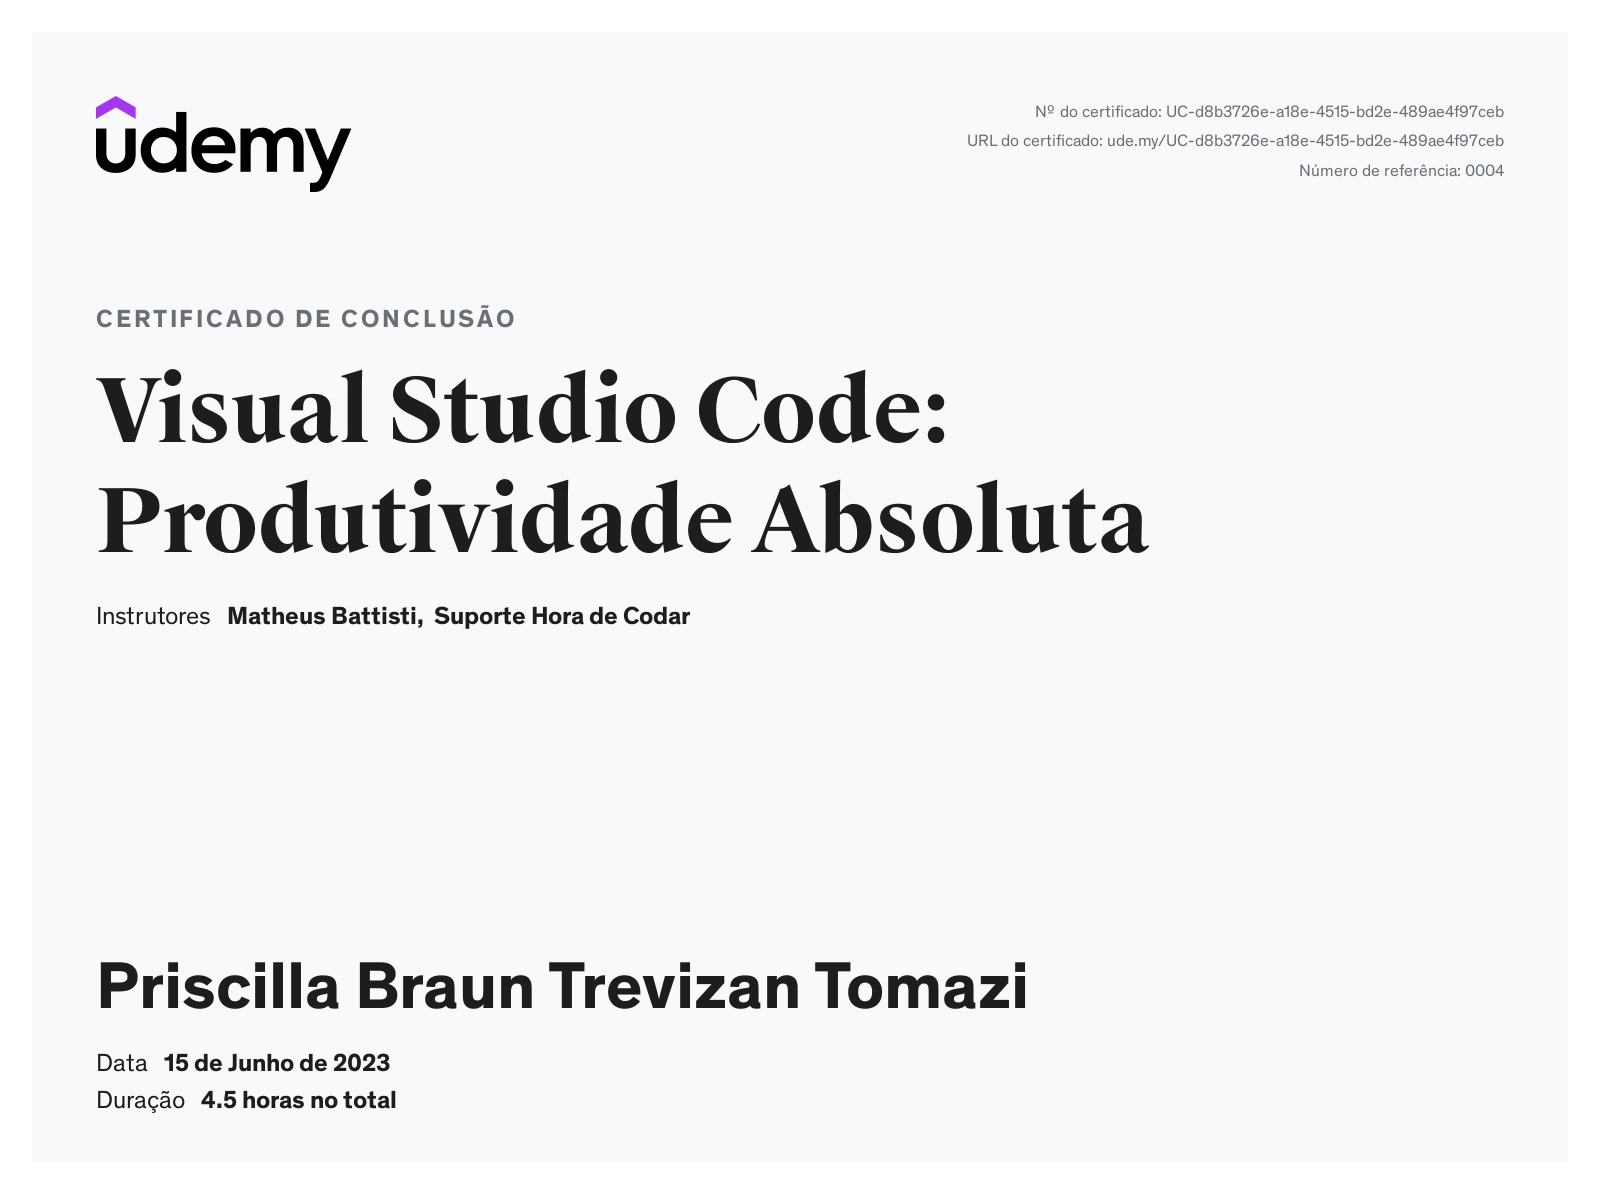 udemy
Nº do certificado: UC-d8b3726e-a18e-4515-bd2e-489ae4f97ceb
URL do certificado: ude.my/UC-d8b3726e-a18e-4515-bd2e-489ae4f97ceb
Número de referência: 0004
CERTIFICADO DE CONCLUSÃO
Visual Studio Code:
Produtividade Absoluta
Instrutores Matheus Battisti, Suporte Hora de Codar
Priscilla Braun Trevizan Tomazi
Data 15 de Junho de 2023
Duração 4.5 horas no total